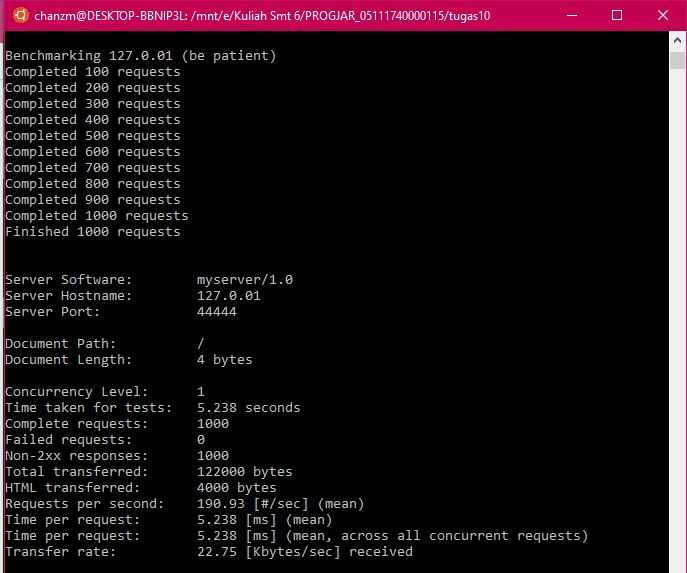 chanzm@DESKTOP-BBNIP3L: /mnt/e/Kuliah Smt 6/PROGJAR_05111740000115/tugas10
Benchmarking 127.0.01 (be patient)
Completed 100 requests
Completed 200 requests
Completed 300 requests
Completed 400 requests
Completed 500 requests
Completed 600 requests
Completed 700 requests
Completed 800 requests
Completed 900 requests
Completed 1000 requests
Finished 1000 requests
Server Software:        myserver/1.0
Server Hostname:        127.0.01
Server Port:            44444
Document Path:          /
Document Length:        4 bytes
Concurrency Level:      1
Time taken for tests:   5.238 seconds
Complete requests:      1000
Failed requests:        0
Non-2xx responses:      1000
Total transferred:      122000 bytes
HTML transferred:       4000 bytes
Requests per second:    190.93 [#/sec] (mean)
Time per request:       5.238 [ms] (mean)
Time per request:       5.238 [ms] (mean, across all concurrent requests)
Transfer rate:          22.75 [Kbytes/sec] received